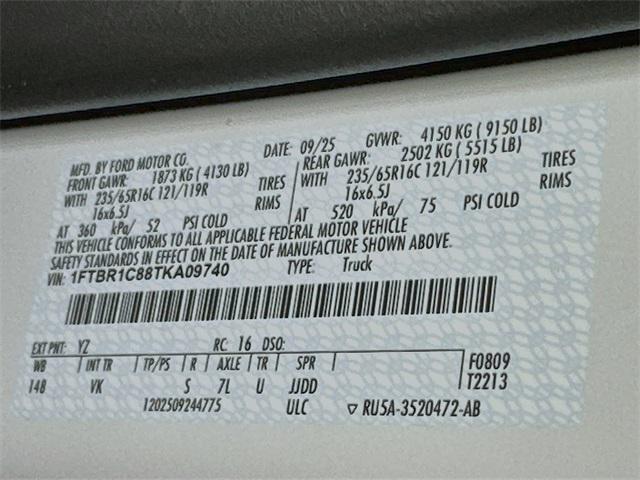 MFD. BY FORD MOTOR CO. DATE: 09/25 GVWR: 4150 KG ( 9150 LB)
FRONT GAWR: 1873 KG ( 4130 LB) REAR GAWR: 2502 KG ( 5515 LB)
WITH 235/65R16C 121/119R TIRES WITH 235/65R16C 121/119R TIRES
16x6.5J RIMS 16x6.5J RIMS
AT 360 kPa/ 52 PSI COLD AT 520 kPa/ 75 PSI COLD
THIS VEHICLE CONFORMS TO ALL APPLICABLE FEDERAL MOTOR VEHICLE
SAFETY STANDARDS IN EFFECT ON THE DATE OF MANUFACTURE SHOWN ABOVE.
VIN: 1FTBR1C88TKA09740 TYPE: Truck
EXT PNT: YZ RC: 16 DSO:
WB INT TR TP/PS R AXLE TR SPR F0809
148 VK S 7L U JJDD T2213
1202509244775 ULC ▽ RU5A-3520472-AB